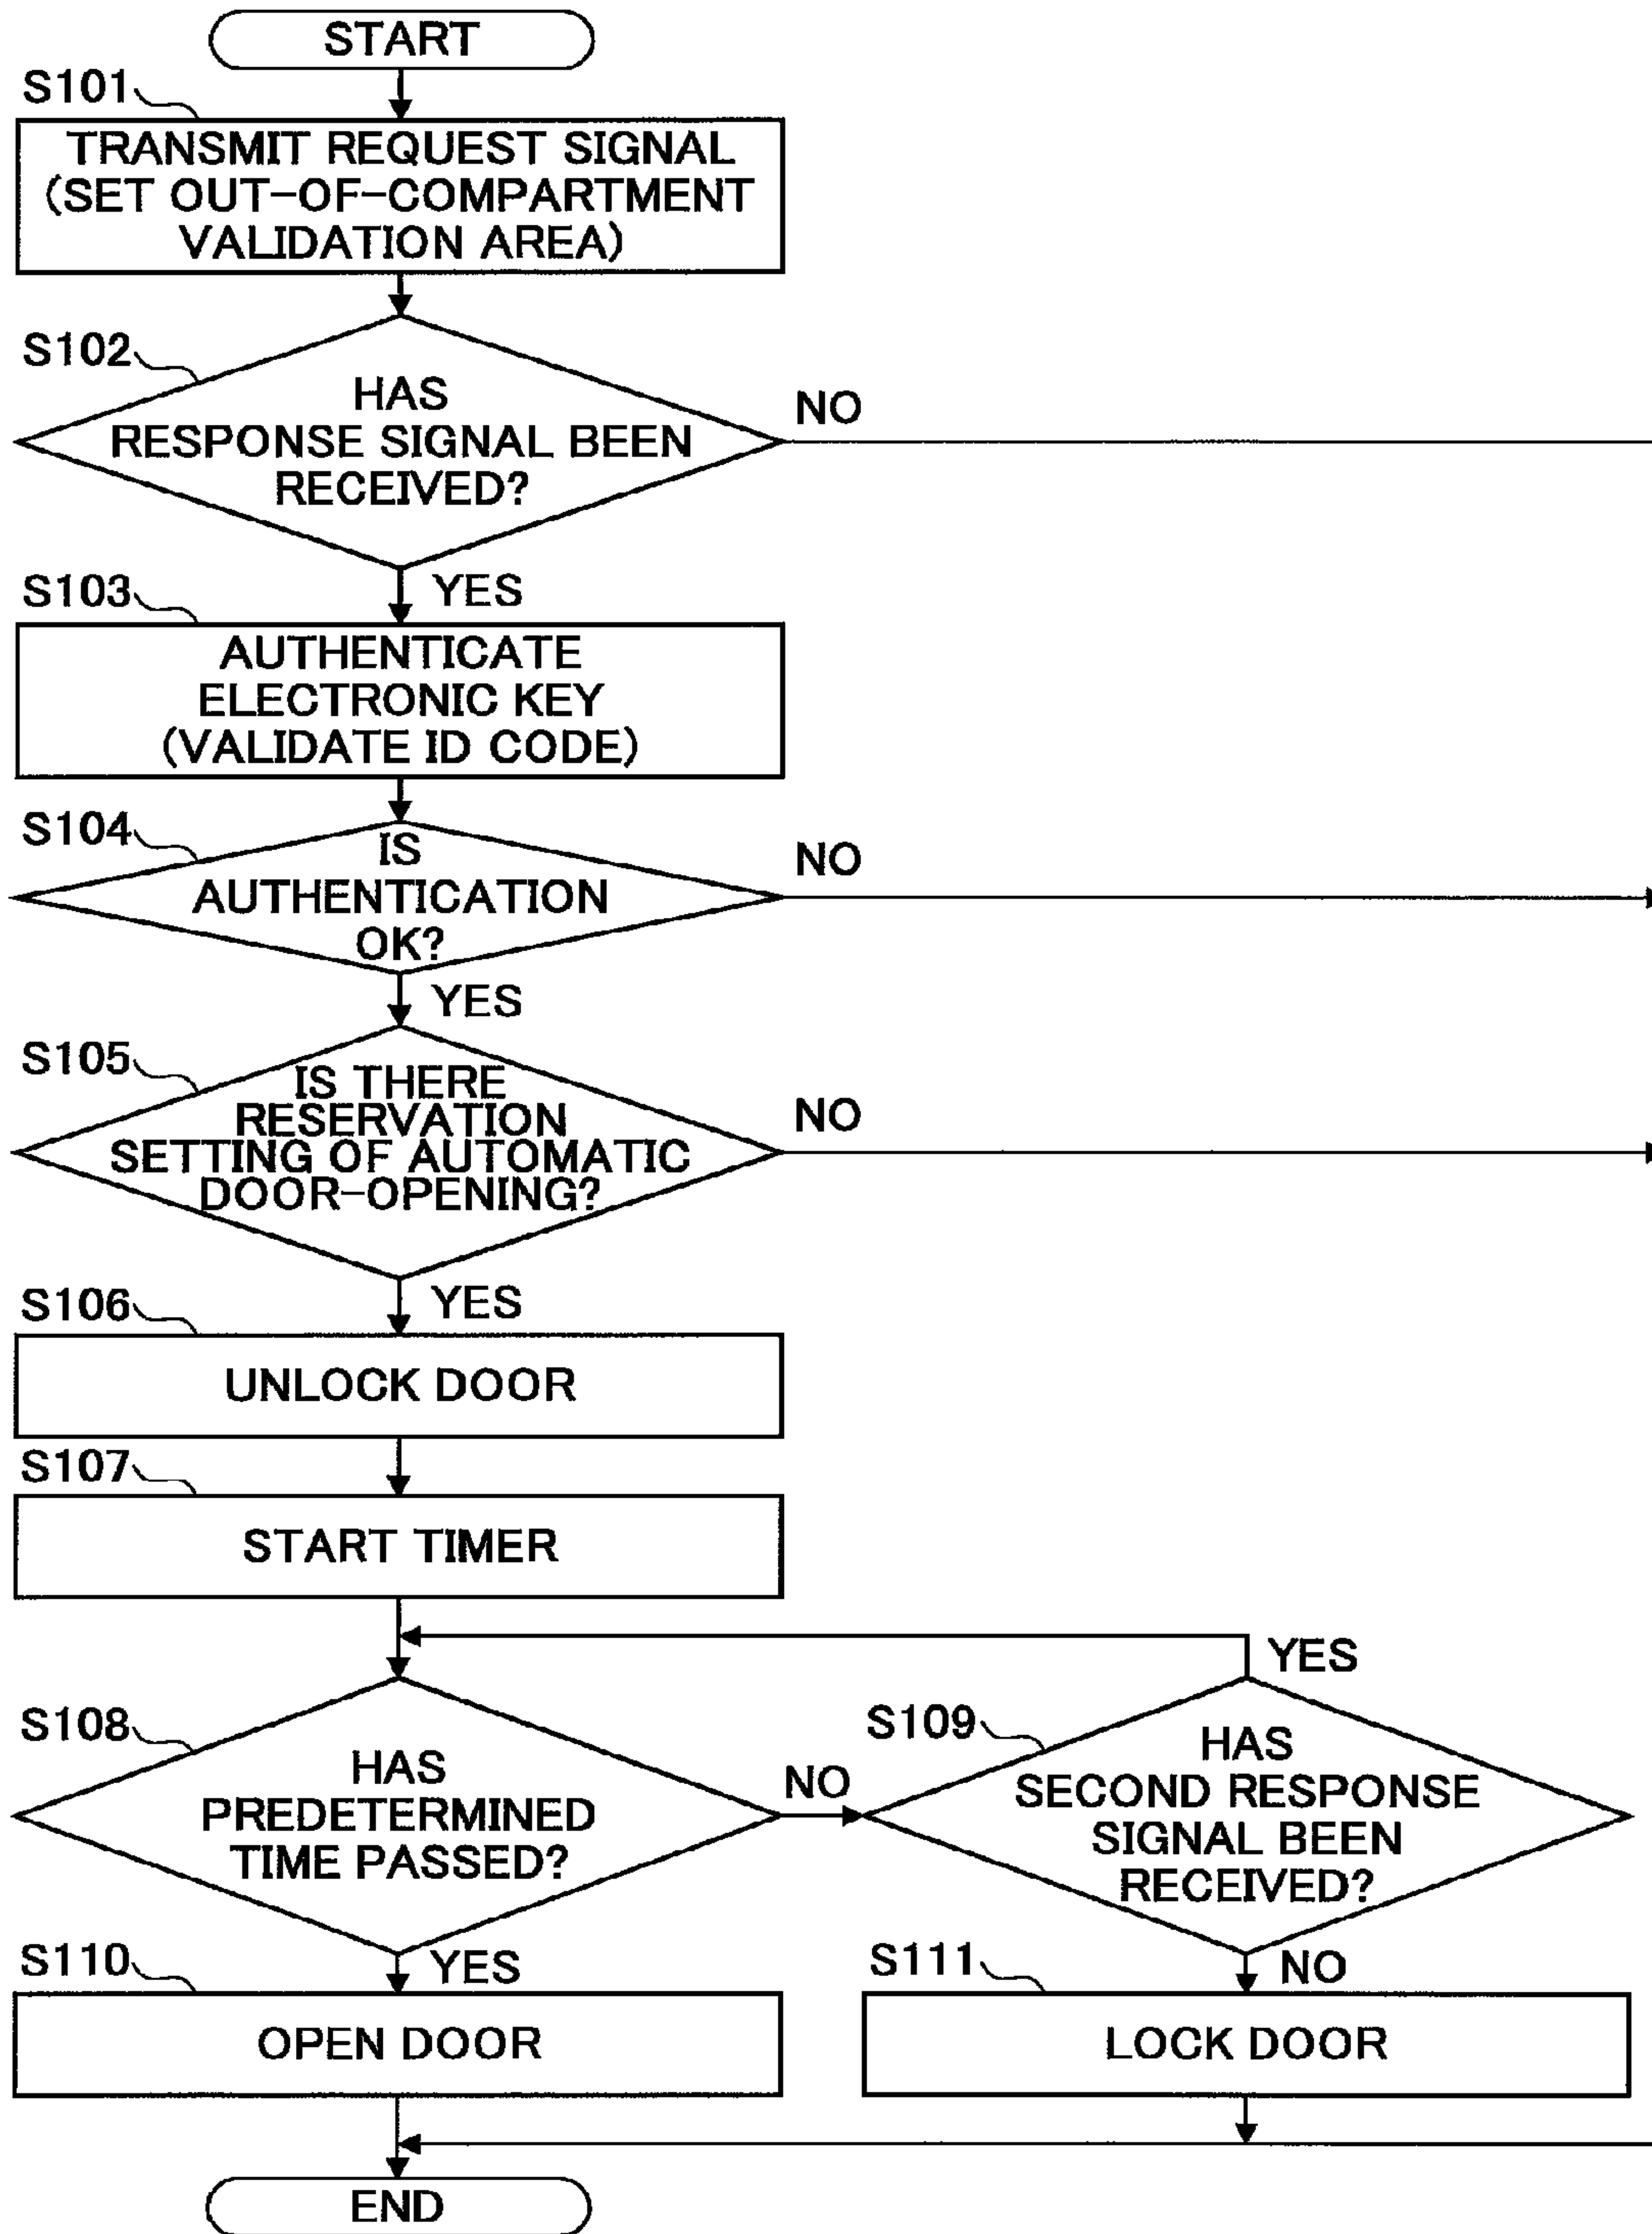 START
S101
TRANSMIT REQUEST SIGNAL
(SET OUT-OF-COMPARTMENT
VALIDATION AREA)
S102
HAS
RESPONSE SIGNAL BEEN
RECEIVED?
NO
YES
S103
AUTHENTICATE
ELECTRONIC KEY
(VALIDATE ID CODE)
S104
IS
AUTHENTICATION
OK?
NO
YES
S105
IS THERE
RESERVATION
SETTING OF AUTOMATIC
DOOR-OPENING?
NO
YES
S106
UNLOCK DOOR
S107
START TIMER
S108
HAS
PREDETERMINED
TIME PASSED?
NO
YES
S109
HAS
SECOND RESPONSE
SIGNAL BEEN
RECEIVED?
YES
NO
S110
OPEN DOOR
S111
LOCK DOOR
END